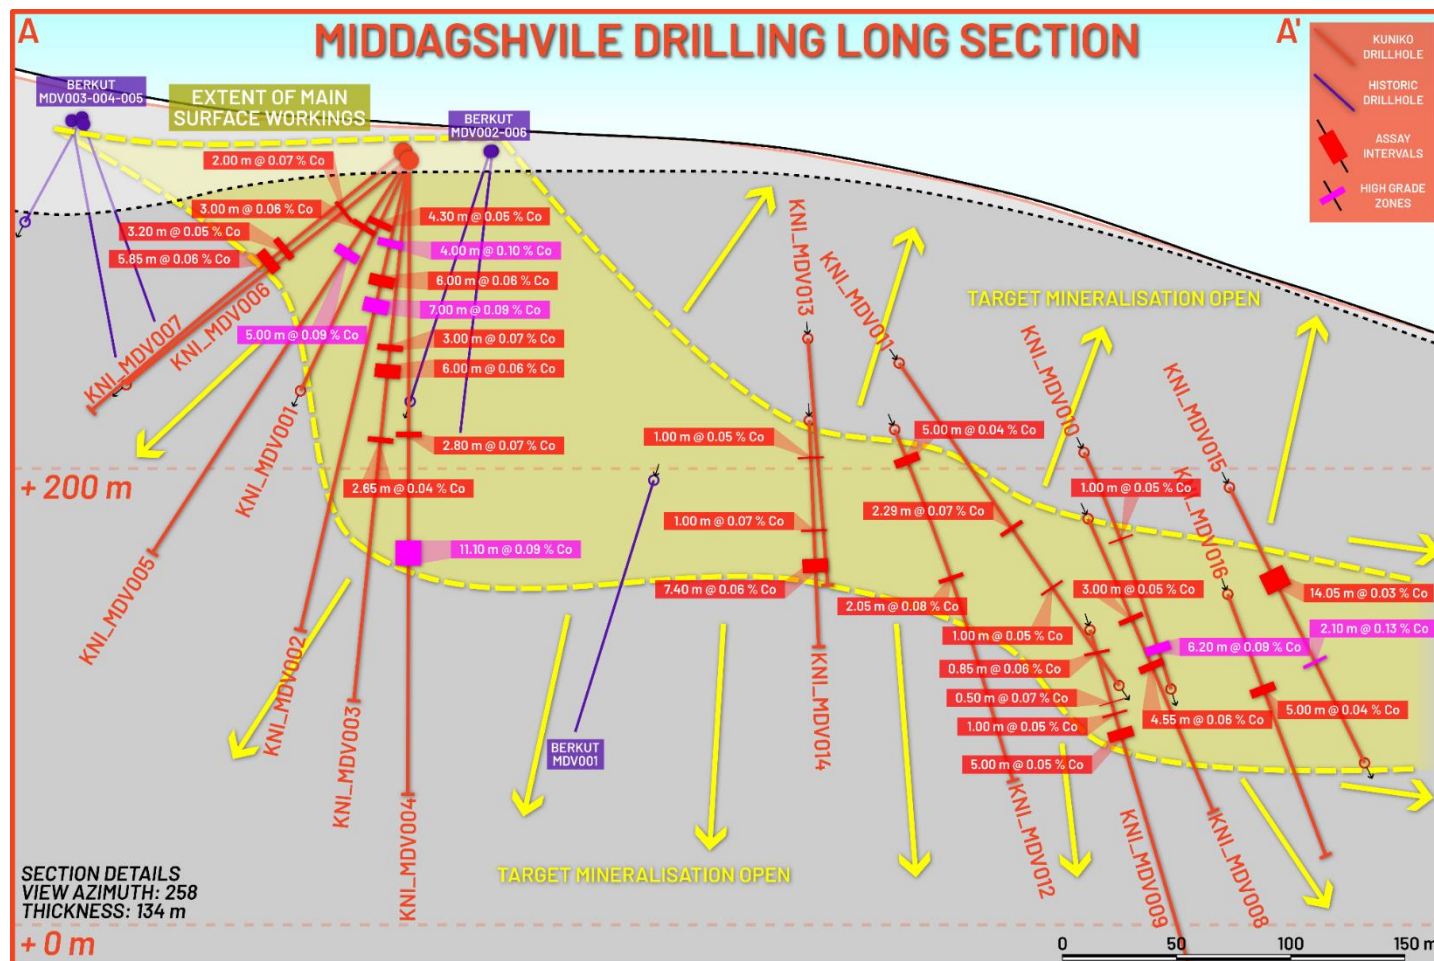 A
MIDDAGSHVILE DRILLING LONG SECTION
A'
KUNIKO
DRILLHOLE
HISTORIC
DRILLHOLE
ASSAY
INTERVALS
HIGH GRADE
ZONES
BERKUT
MDV003-004-005
EXTENT OF MAIN
SURFACE WORKINGS
BERKUT
MDV002-006
2.00 m @ 0.07 % Co
3.00 m @ 0.06 % Co
3.20 m @ 0.05 % Co
5.85 m @ 0.06 % Co
4.30 m @ 0.05 % Co
4.00 m @ 0.10 % Co
6.00 m @ 0.06 % Co
7.00 m @ 0.09 % Co
5.00 m @ 0.09 % Co
3.00 m @ 0.07 % Co
6.00 m @ 0.06 % Co
2.80 m @ 0.07 % Co
2.65 m @ 0.04 % Co
11.10 m @ 0.09 % Co
KNI_MDV007
KNI_MDV006
KNI_MDV001
KNI_MDV005
KNI_MDV002
KNI_MDV003
KNI_MDV004
BERKUT
MDV001
KNI_MDV013
KNI_MDV011
TARGET MINERALISATION OPEN
KNI_MDV010
KNI_MDV015
KNI_MDV016
1.00 m @ 0.05 % Co
5.00 m @ 0.04 % Co
1.00 m @ 0.05 % Co
2.29 m @ 0.07 % Co
1.00 m @ 0.07 % Co
7.40 m @ 0.06 % Co
2.05 m @ 0.08 % Co
3.00 m @ 0.05 % Co
14.05 m @ 0.03 % Co
2.10 m @ 0.13 % Co
1.00 m @ 0.05 % Co
6.20 m @ 0.09 % Co
0.85 m @ 0.06 % Co
0.50 m @ 0.07 % Co
4.55 m @ 0.06 % Co
5.00 m @ 0.04 % Co
1.00 m @ 0.05 % Co
5.00 m @ 0.05 % Co
KNI_MDV014
KNI_MDV012
KNI_MDV009
KNI_MDV008
+ 200 m
TARGET MINERALISATION OPEN
SECTION DETAILS
VIEW AZIMUTH: 258
THICKNESS: 134 m
+ 0 m
0 50 100 150 m